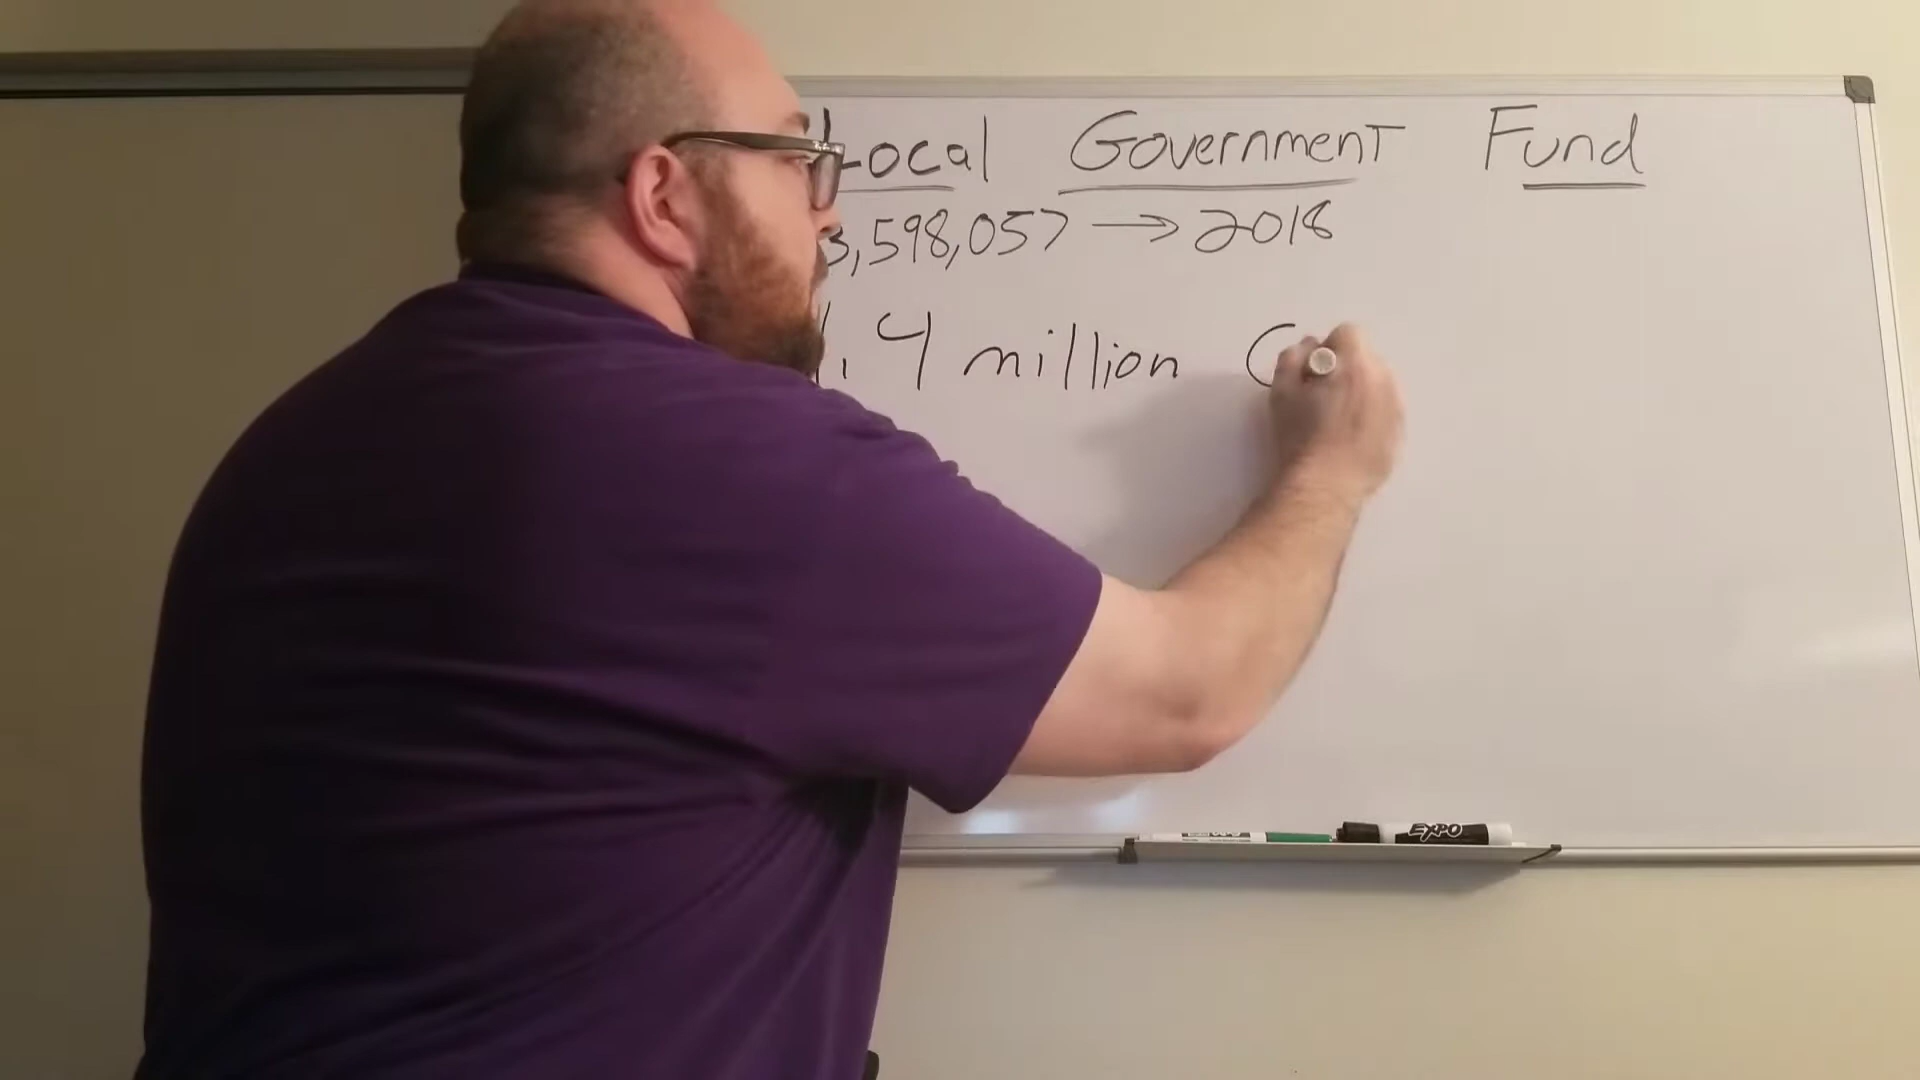 Local Government Fund
3,598,057 → 2018
.4 million
EXPO